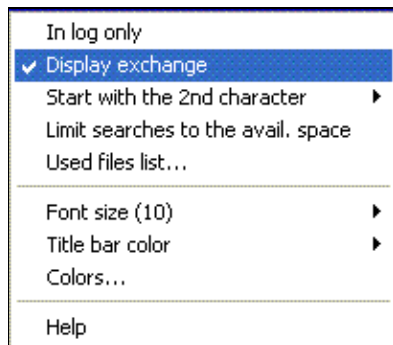 In log only
Display exchange
Start with the 2nd character
Limit searches to the avail. space
Used files list...
Font size (10)
Title bar color
Colors...
Help